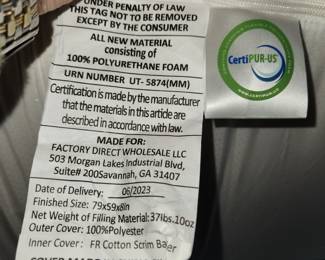 UNDER PENALTY OF LAW
THIS TAG NOT TO BE REMOVED
EXCEPT BY THE CONSUMER
ALL NEW MATERIAL
consisting of
100% POLYURETHANE FOAM
URN NUMBER UT- 5874(MM)
Certification is made by the manufacturer
that the materials in this article are
described in accordance with law.
MADE FOR:
FACTORY DIRECT WHOLESALE LLC
503 Morgan Lakes Industrial Blvd,
Suite# 200Savannah, GA 31407
Date of Delivery: 06/2023
Finished Size: 79x59x8in
Net Weight of Filling Material:37lbs.10oz
Outer Cover: 100%Polyester
Inner Cover: FR Cotton Scrim
CertiPUR-US
www.certipur.us